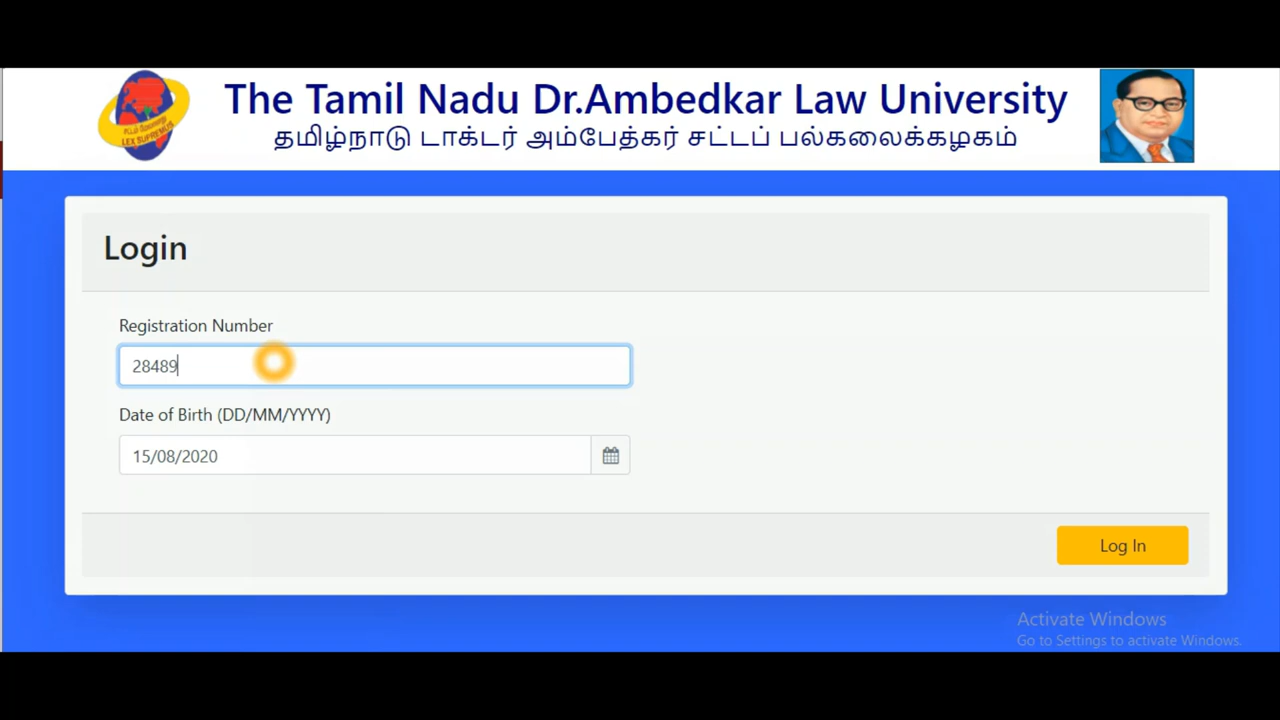 The Tamil Nadu Dr.Ambedkar Law University
தமிழ்நாடு டாக்டர் அம்பேத்கர் சட்டப் பல்கலைக்கழகம்
LEX SUPREMUS
Login
Registration Number
28489
Date of Birth (DD/MM/YYYY)
15/08/2020
Log In
Activate Windows
Go to Settings to activate Windows.